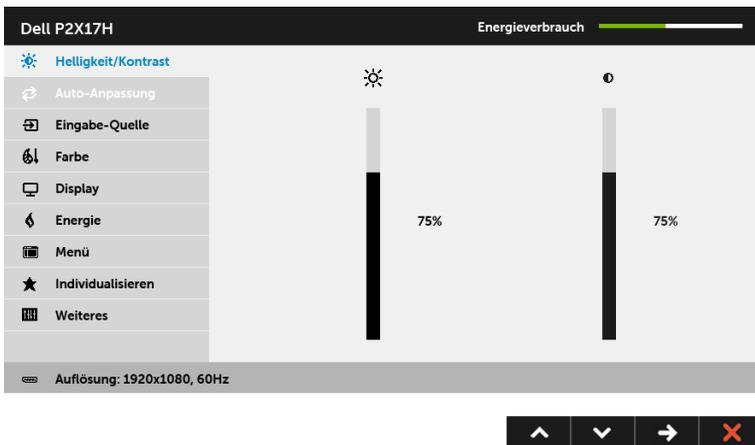 Dell P2X17H
Energieverbrauch
Helligkeit/Kontrast
Auto-Anpassung
Eingabe-Quelle
Farbe
Display
Energie
75%
75%
Menü
Individualisieren
Weiteres
Auflösung: 1920x1080, 60Hz